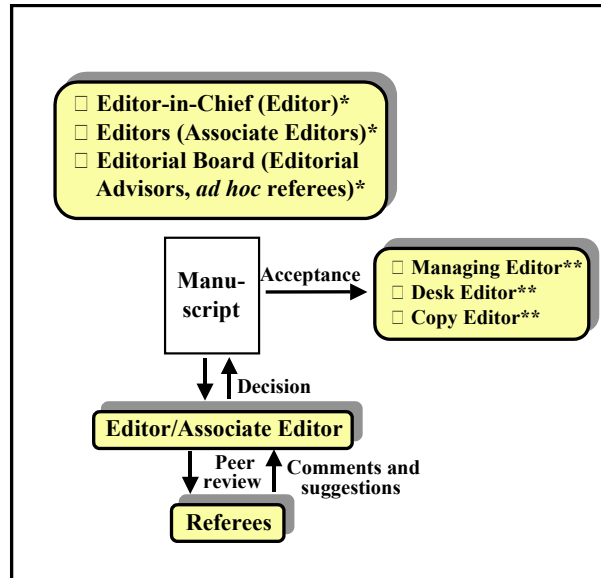 □ Editor-in-Chief (Editor)*
□ Editors (Associate Editors)*
□ Editorial Board (Editorial
Advisors, ad hoc referees)*
Manu-
script
Acceptance
□ Managing Editor**
□ Desk Editor**
□ Copy Editor**
Decision
Editor/Associate Editor
Peer
review
Comments and
suggestions
Referees